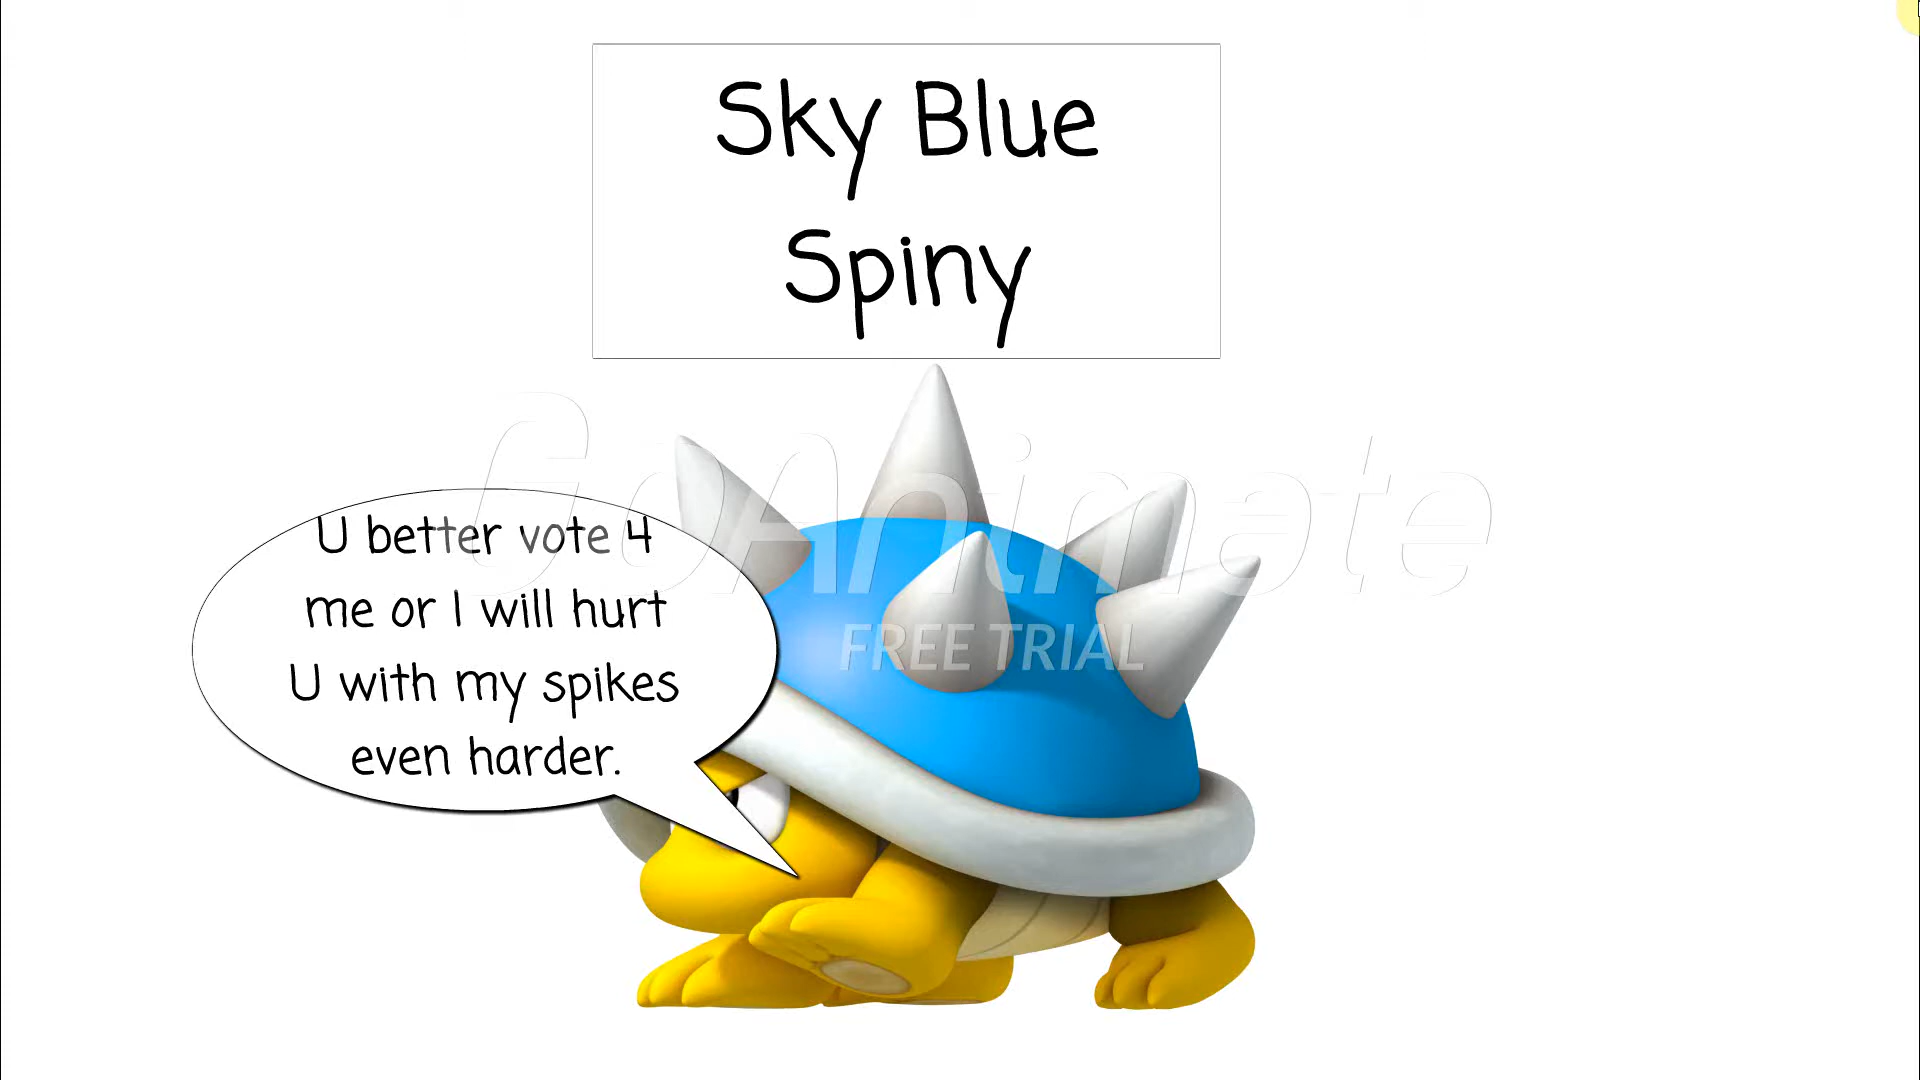 Sky Blue
Spiny
GoAnimate
FREE TRIAL
U better vote 4
me or I will hurt
U with my spikes
even harder.